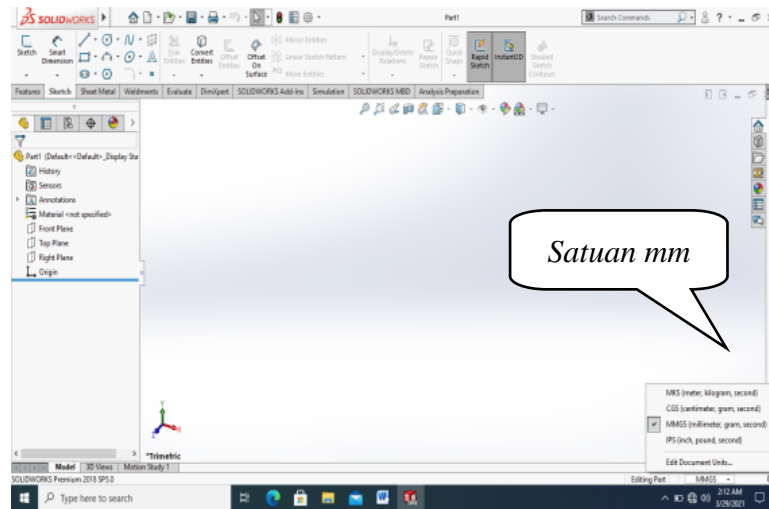 SOLIDWORKS
Part1
Search Commands
Sketch
Smart Dimension
Trim Entities
Convert Entities
Offset Entities
Offset On Surface
Mirror Entities
Linear Sketch Pattern
Move Entities
Display/Delete Relations
Repair Sketch
Quick Snaps
Rapid Sketch
Instant2D
Shaded Sketch Contours
Features Sketch Sheet Metal Weldments Evaluate DimXpert SOLIDWORKS Add-Ins Simulation SOLIDWORKS MBD Analysis Preparation
Part1 (Default<<Default>_Display Sta
History
Sensors
Annotations
Material <not specified>
Front Plane
Top Plane
Right Plane
Origin
Satuan mm
MKS (meter, kilogram, second)
CGS (centimeter, gram, second)
MMGS (millimeter, gram, second)
IPS (inch, pound, second)
Edit Document Units...
Y
*Trimetric
Model 3D Views Motion Study 1
SOLIDWORKS Premium 2018 SP5.0
Editing Part MMGS
Type here to search
2:12 AM
3/29/2021